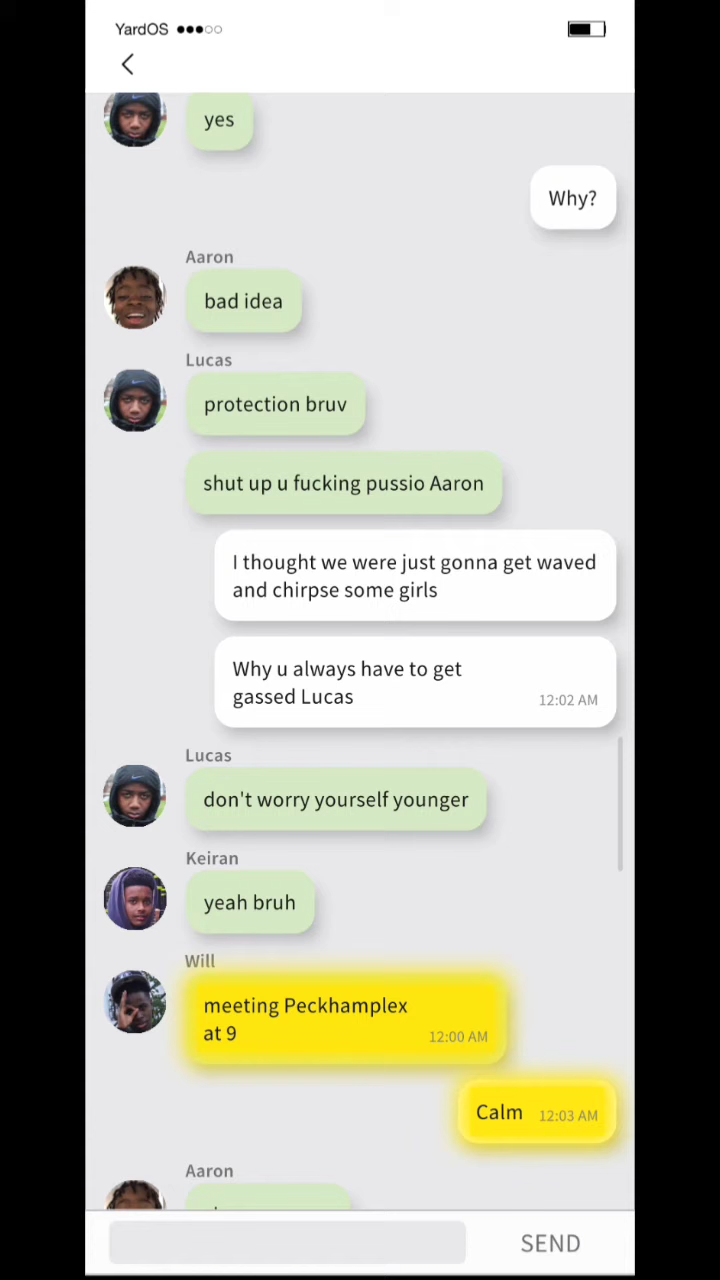 YardOS
yes
Why?
Aaron
bad idea
Lucas
protection bruv
shut up u fucking pussio Aaron
I thought we were just gonna get waved
and chirpse some girls
Why u always have to get
gassed Lucas
12:02 AM
Lucas
don't worry yourself younger
Keiran
yeah bruh
Will
meeting Peckhamplex
at 9
12:00 AM
Calm 12:03 AM
Aaron
SEND